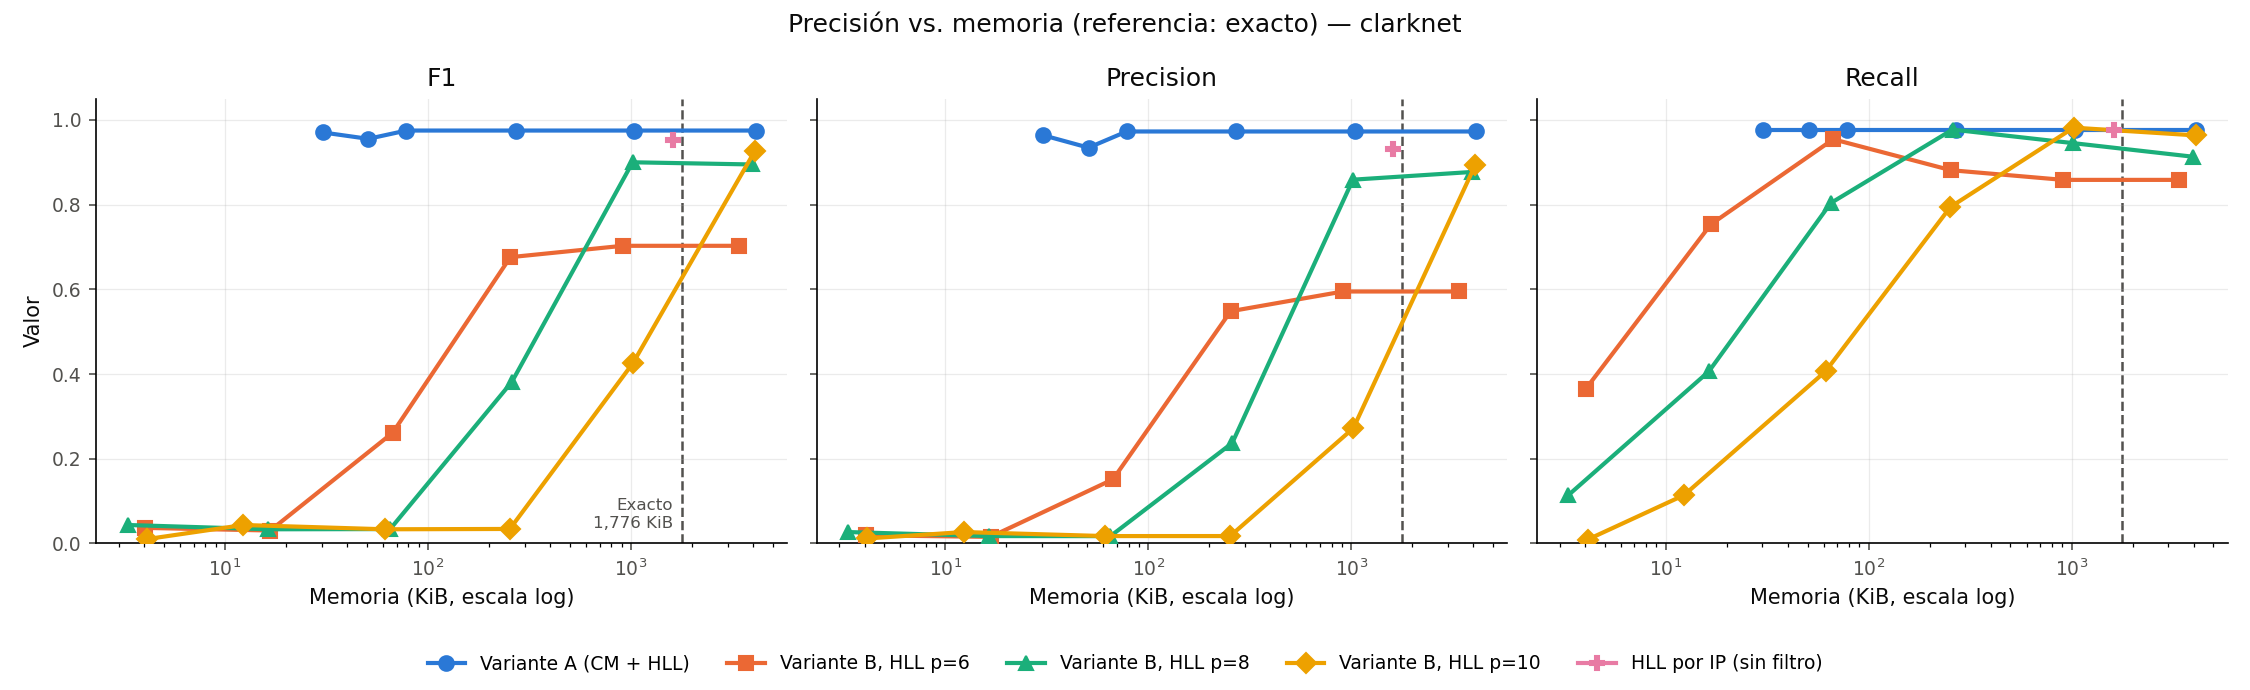 Precisión vs. memoria (referencia: exacto) — clarknet
F1
Precision
Recall
Valor
1.0
0.8
0.6
0.4
0.2
0.0
Exacto
1,776 KiB
10¹
10²
10³
10¹
10²
10³
10¹
10²
10³
Memoria (KiB, escala log)
Memoria (KiB, escala log)
Memoria (KiB, escala log)
Variante A (CM + HLL)
Variante B, HLL p=6
Variante B, HLL p=8
Variante B, HLL p=10
HLL por IP (sin filtro)